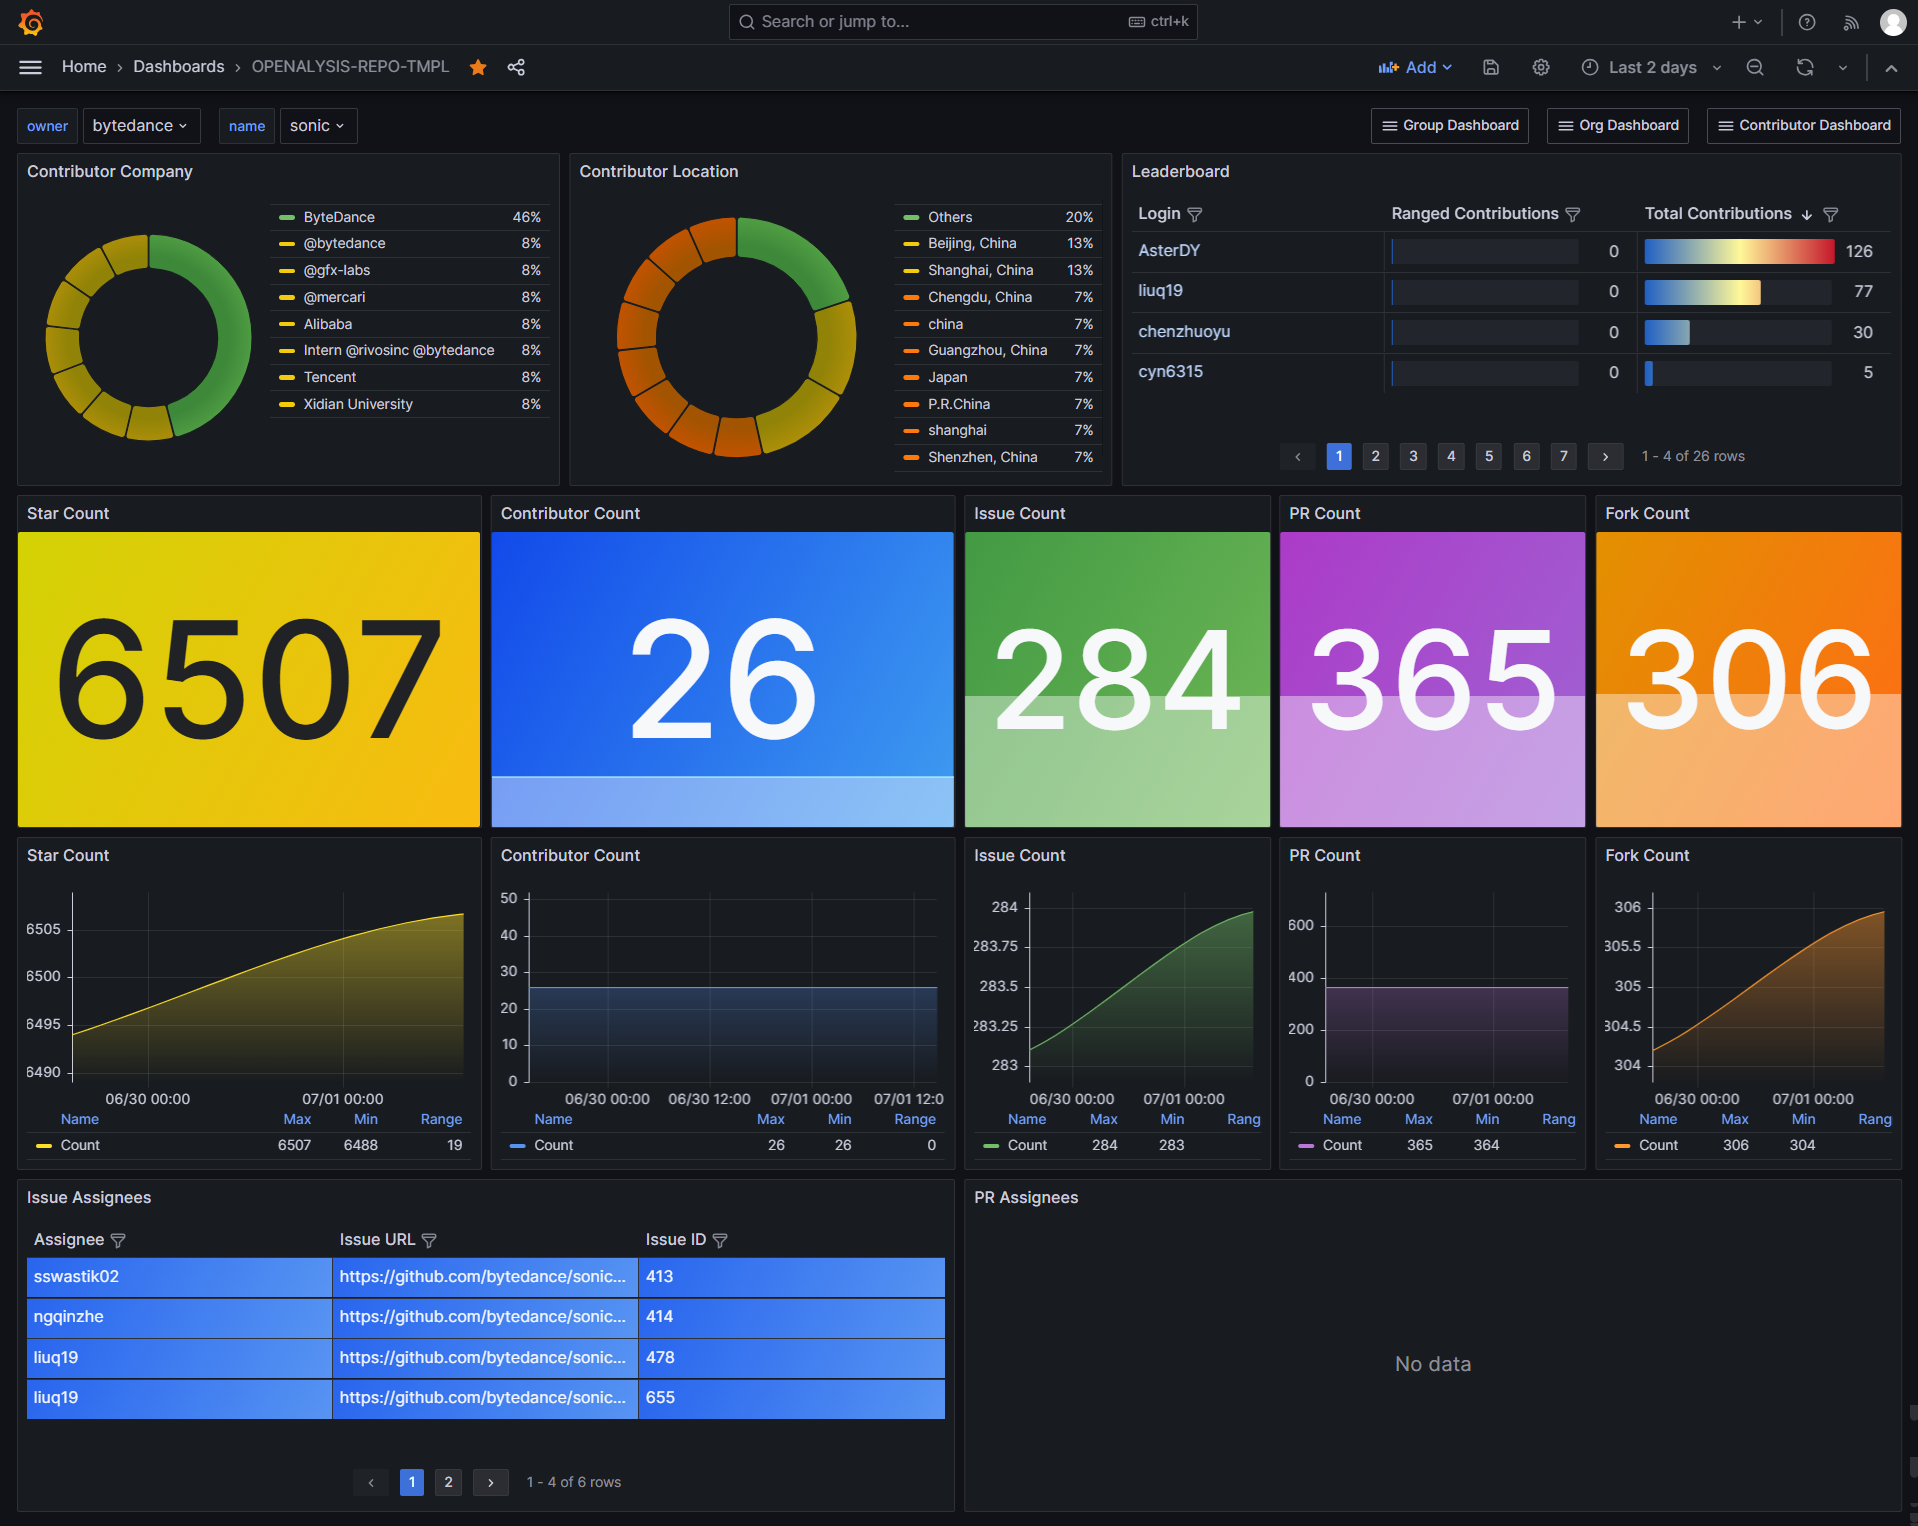 Search or jump to...
ctrl+k
Home › Dashboards › OPENALYSIS-REPO-TMPL
Add
Last 2 days
owner bytedance name sonic
Group Dashboard
Org Dashboard
Contributor Dashboard
Contributor Company
ByteDance 46%
@bytedance 8%
@gfx-labs 8%
@mercari 8%
Alibaba 8%
Intern @rivosinc @bytedance 8%
Tencent 8%
Xidian University 8%
Contributor Location
Others 20%
Beijing, China 13%
Shanghai, China 13%
Chengdu, China 7%
china 7%
Guangzhou, China 7%
Japan 7%
P.R.China 7%
shanghai 7%
Shenzhen, China 7%
Leaderboard
Login Ranged Contributions Total Contributions
AsterDY 0 126
liuq19 0 77
chenzhuoyu 0 30
cyn6315 0 5
‹ 1 2 3 4 5 6 7 › 1 - 4 of 26 rows
Star Count
6507
Contributor Count
26
Issue Count
284
PR Count
365
Fork Count
306
Star Count
6505
6500
6495
6490
06/30 00:00 07/01 00:00
Name Max Min Range
Count 6507 6488 19
Contributor Count
50
40
30
20
10
0
06/30 00:00 06/30 12:00 07/01 00:00 07/01 12:0
Name Max Min Range
Count 26 26 0
Issue Count
284
283.75
283.5
283.25
283
06/30 00:00 07/01 00:00
Name Max Min Rang
Count 284 283
PR Count
600
400
200
0
06/30 00:00 07/01 00:00
Name Max Min Rang
Count 365 364
Fork Count
306
305.5
305
304.5
304
06/30 00:00 07/01 00:00
Name Max Min Rang
Count 306 304
Issue Assignees
Assignee Issue URL Issue ID
sswastik02 https://github.com/bytedance/sonic... 413
ngqinzhe https://github.com/bytedance/sonic... 414
liuq19 https://github.com/bytedance/sonic... 478
liuq19 https://github.com/bytedance/sonic... 655
‹ 1 2 › 1 - 4 of 6 rows
PR Assignees
No data